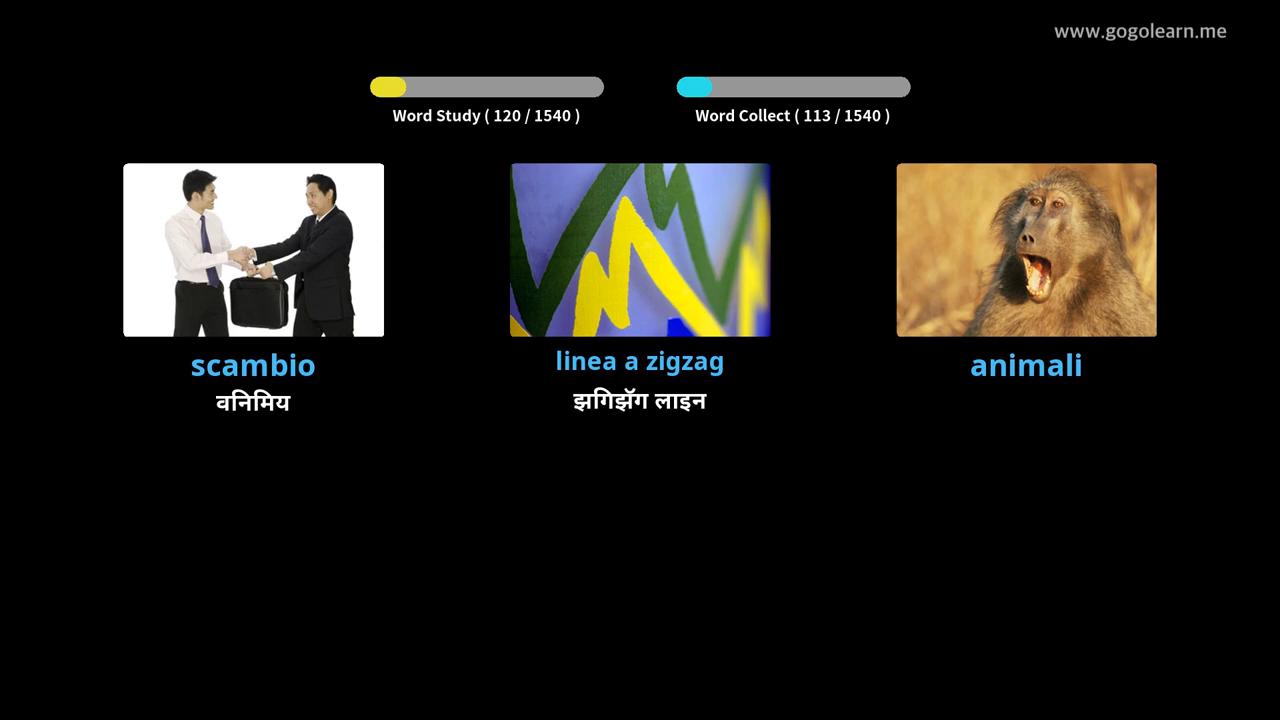 www.gogolearn.me
Word Study ( 120 / 1540 )
Word Collect ( 113 / 1540 )
scambio
linea a zigzag
animali
वनिमिय
झगिझॅग लाइन